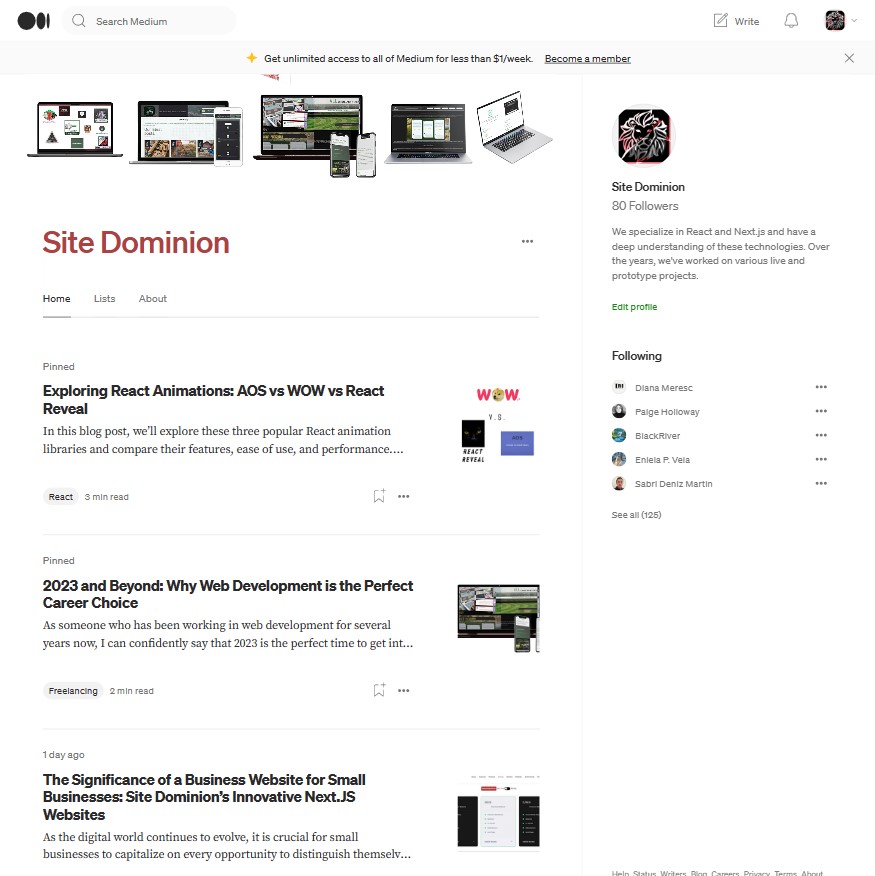 Search Medium
Write
Get unlimited access to all of Medium for less than $1/week. Become a member
Site Dominion
Home Lists About
Pinned
Exploring React Animations: AOS vs WOW vs React
Reveal
In this blog post, we'll explore these three popular React animation
libraries and compare their features, ease of use, and performance....
React 3 min read
WOW
V.S.
REACT
REVEAL
AOS
Pinned
2023 and Beyond: Why Web Development is the Perfect
Career Choice
As someone who has been working in web development for several
years now, I can confidently say that 2023 is the perfect time to get int...
Freelancing 2 min read
1 day ago
The Significance of a Business Website for Small
Businesses: Site Dominion's Innovative Next.JS
Websites
As the digital world continues to evolve, it is crucial for small
businesses to capitalize on every opportunity to distinguish themselv...
Site Dominion
80 Followers
We specialize in React and Next.js and have a
deep understanding of these technologies. Over
the years, we've worked on various live and
prototype projects.
Edit profile
Following
Diana Meresc
Paige Holloway
BlackRiver
Eniela P. Vela
Sabri Deniz Martin
See all (125)
Help Status Writers Blog Careers Privacy Terms About